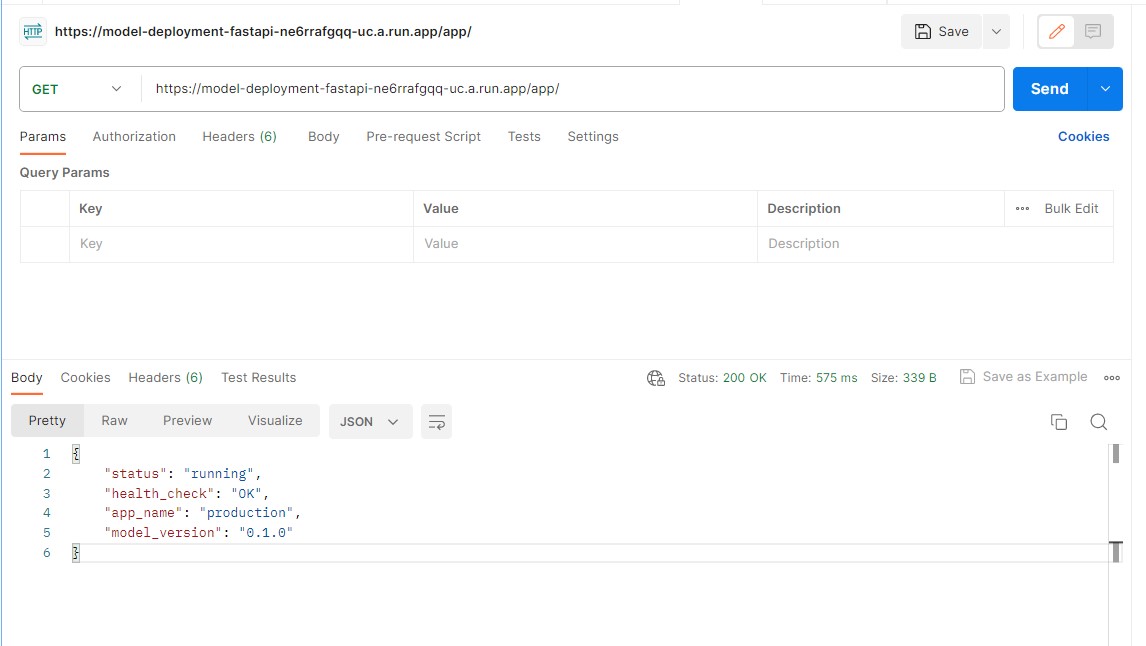 HTTP https://model-deployment-fastapi-ne6rrafgqq-uc.a.run.app/app/ Save
GET https://model-deployment-fastapi-ne6rrafgqq-uc.a.run.app/app/ Send
Params Authorization Headers (6) Body Pre-request Script Tests Settings Cookies
Query Params
Key Value Description Bulk Edit
Key Value Description
Body Cookies Headers (6) Test Results Status: 200 OK Time: 575 ms Size: 339 B Save as Example
Pretty Raw Preview Visualize JSON
1 {
2 "status": "running",
3 "health_check": "OK",
4 "app_name": "production",
5 "model_version": "0.1.0"
6 }